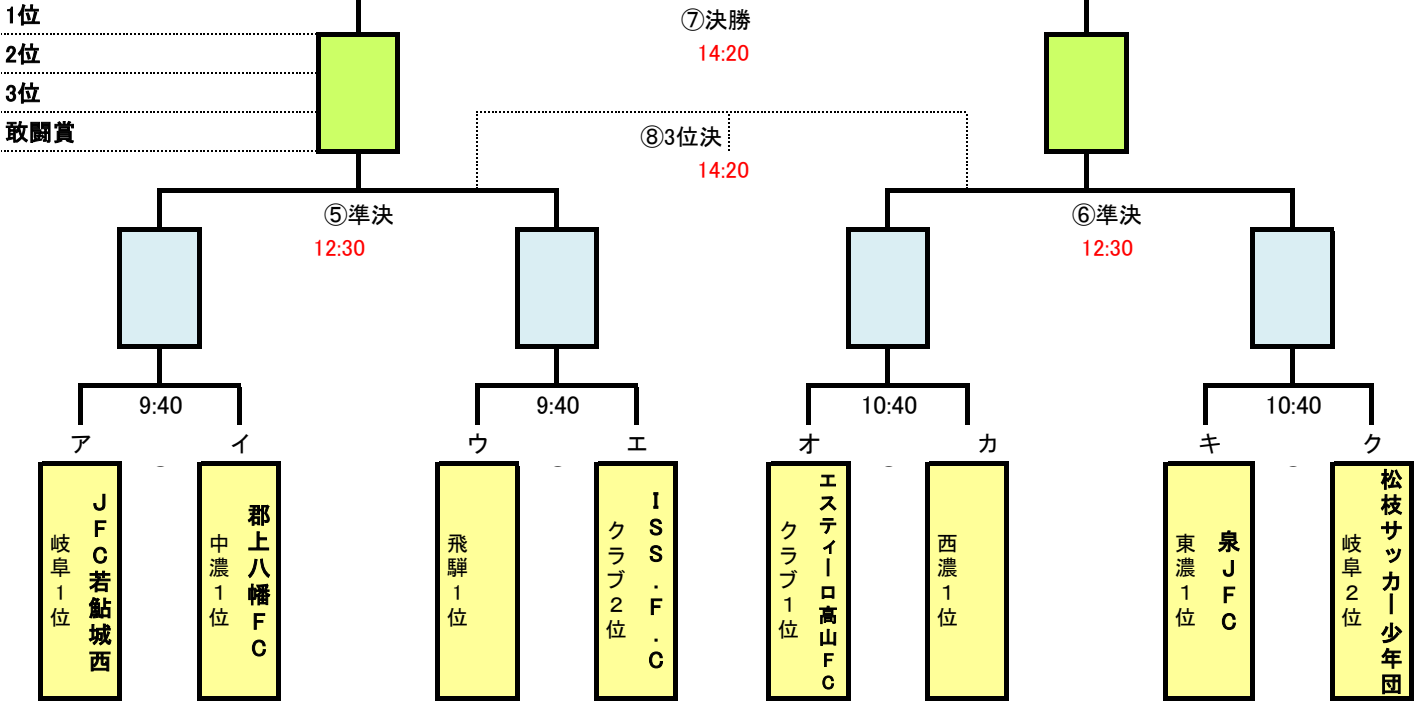 1位
⑦決勝
2位
14:20
3位
敢闘賞
⑧3位決
14:20
⑤準決
⑥準決
12:30
12:30
9:40
9:40
10:40
10:40
ア
イ
ウ
エ
オ
カ
キ
ク
岐阜1位
JFC若鮎城西
中濃1位
郡上八幡FC
飛騨1位
クラブ2位
ISS.F.C
クラブ1位
エスティーロ高山FC
西濃1位
東濃1位
泉JFC
岐阜2位
松枝サッカー少年団